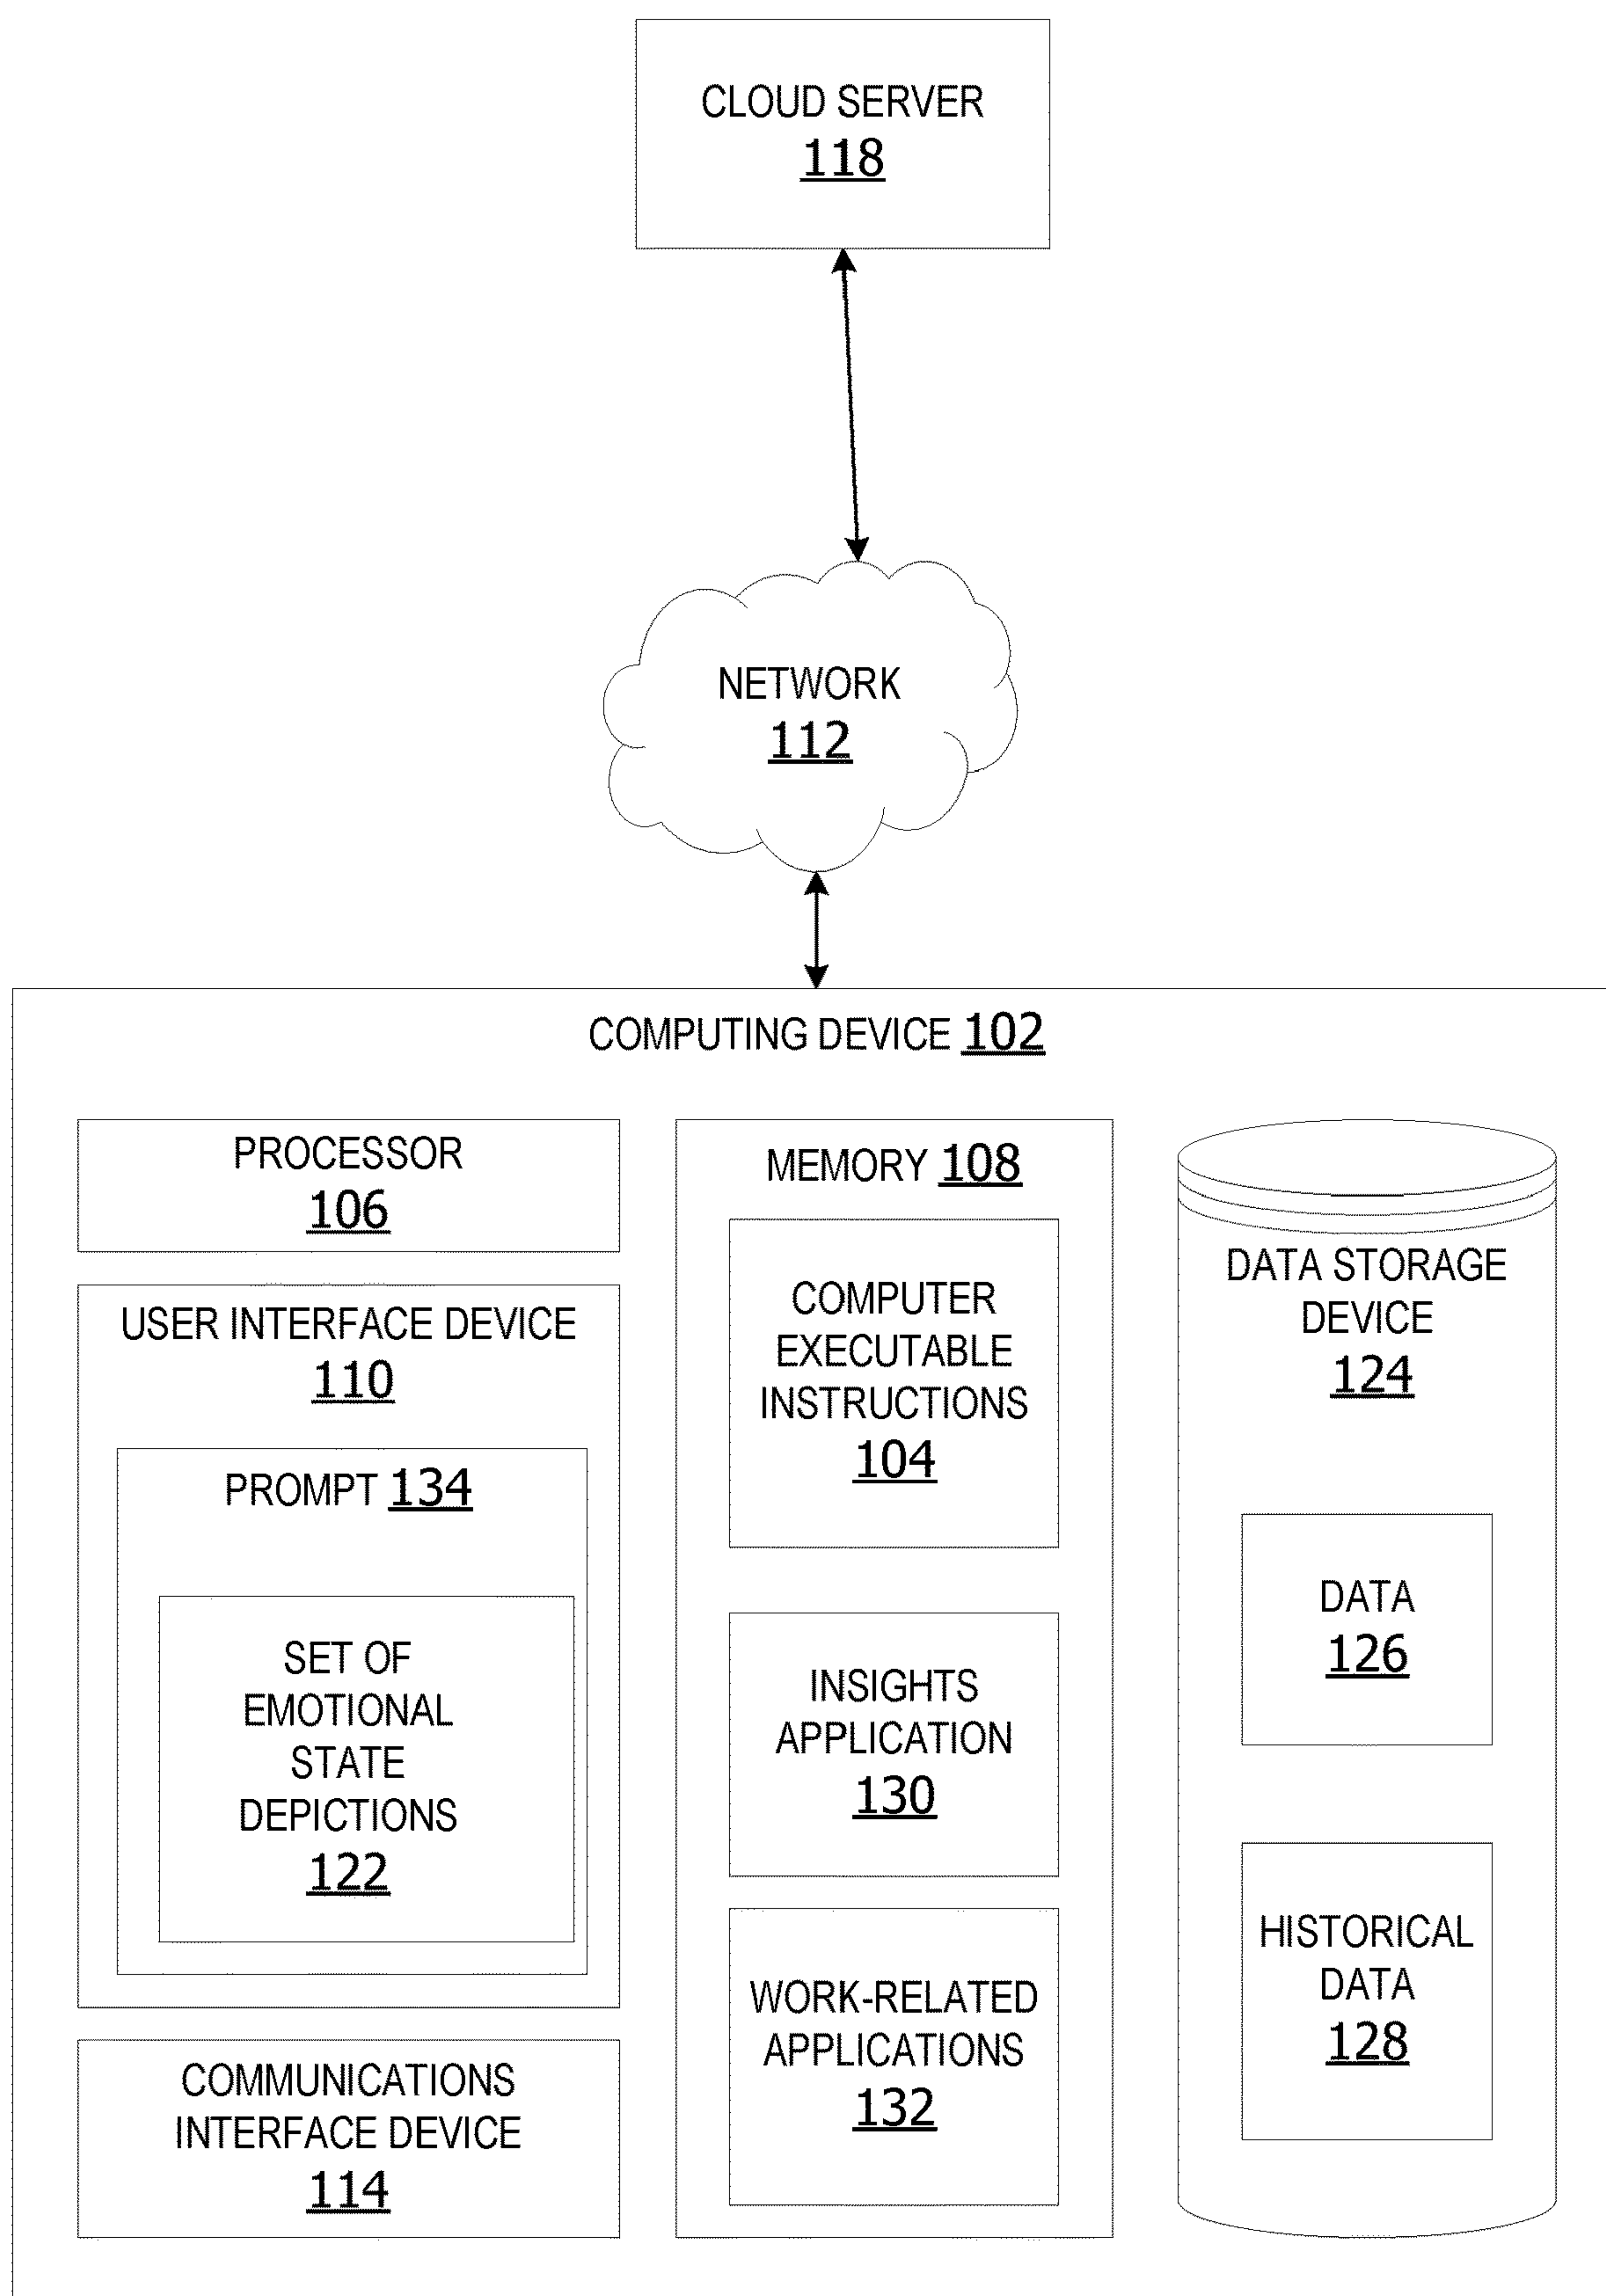 CLOUD SERVER
118
NETWORK
112
COMPUTING DEVICE 102
PROCESSOR
106
USER INTERFACE DEVICE
110
PROMPT 134
SET OF
EMOTIONAL
STATE
DEPICTIONS
122
COMMUNICATIONS
INTERFACE DEVICE
114
MEMORY 108
COMPUTER
EXECUTABLE
INSTRUCTIONS
104
INSIGHTS
APPLICATION
130
WORK-RELATED
APPLICATIONS
132
DATA STORAGE
DEVICE
124
DATA
126
HISTORICAL
DATA
128